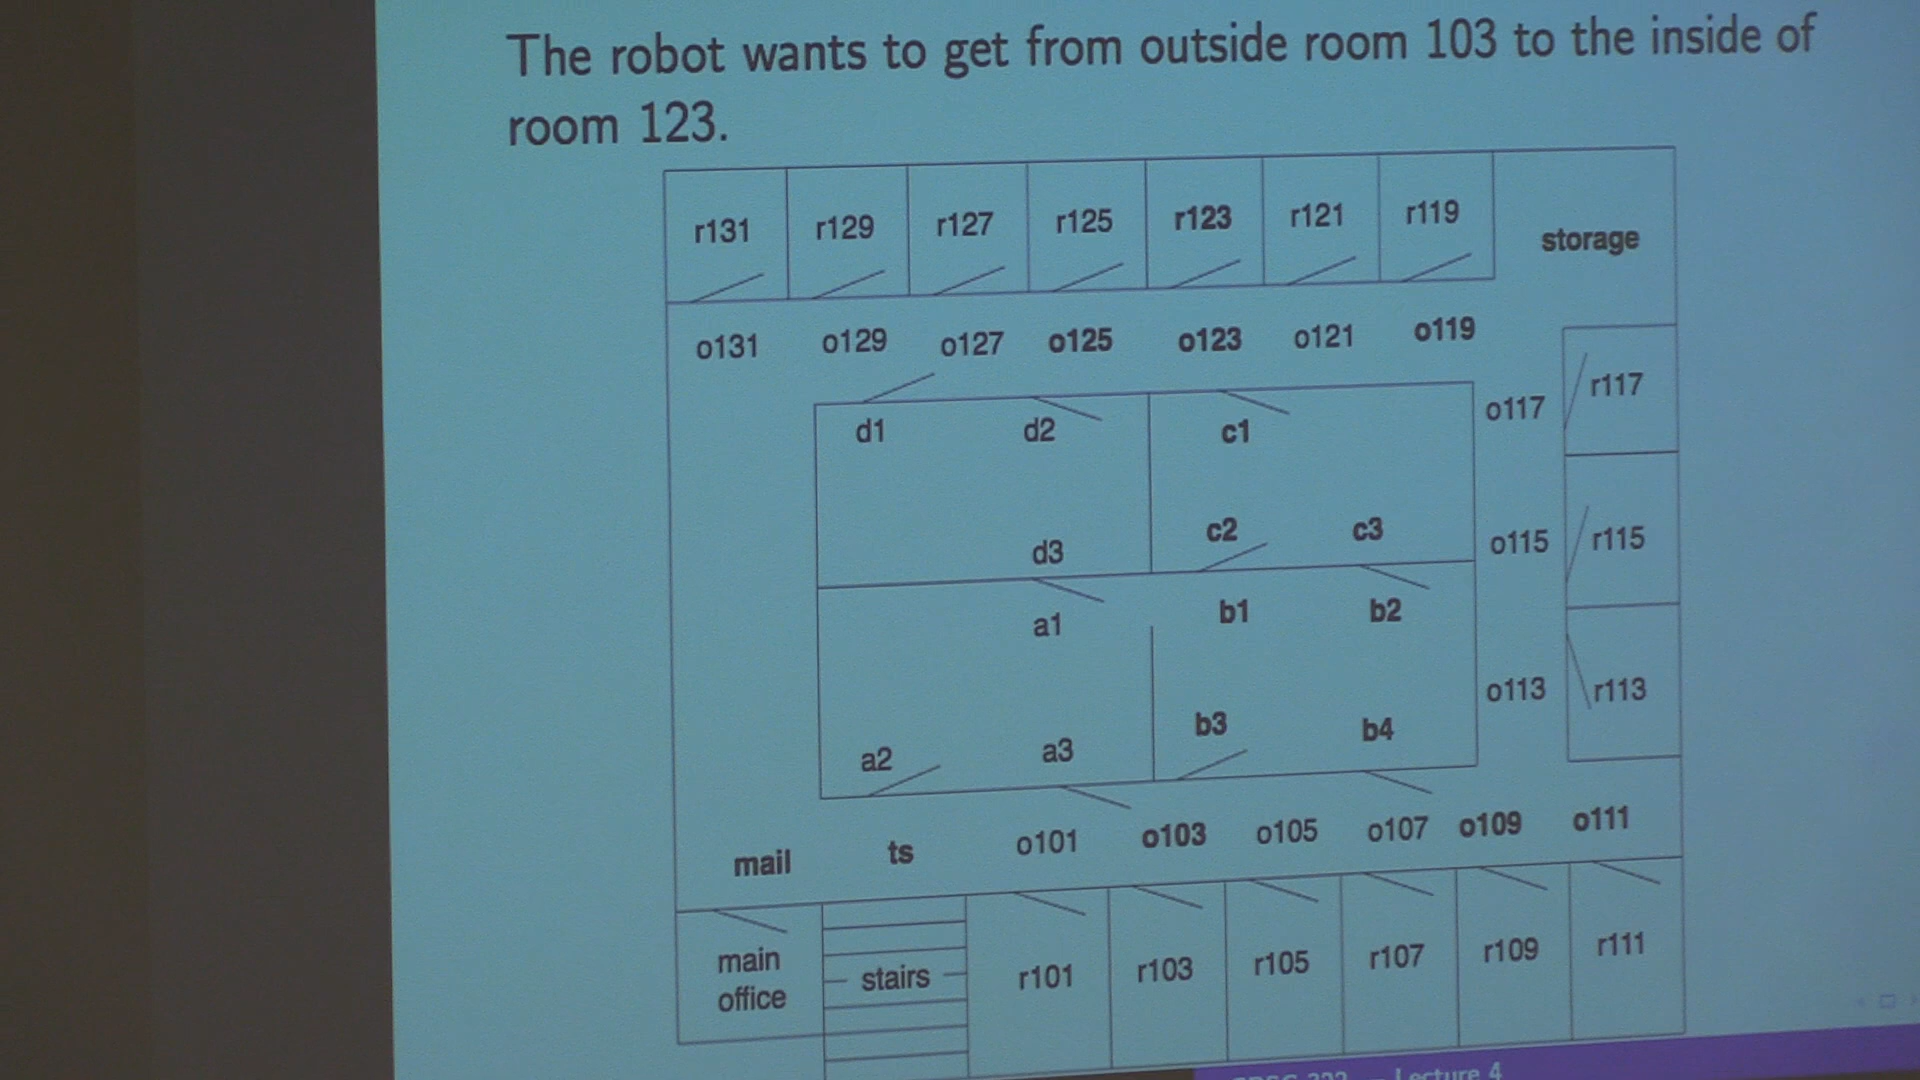 The robot wants to get from outside room 103 to the inside of
room 123.
r131 r129 r127 r125 r123 r121 r119
storage
o131 o129 o127 o125 o123 o121 o119
r117
d1 d2 c1 o117
d3 c2 c3 o115 r115
a1 b1 b2
o113 r113
a2 a3 b3 b4
mail ts o101 o103 o105 o107 o109 o111
main
office
stairs r101 r103 r105 r107 r109 r111
Lecture 4